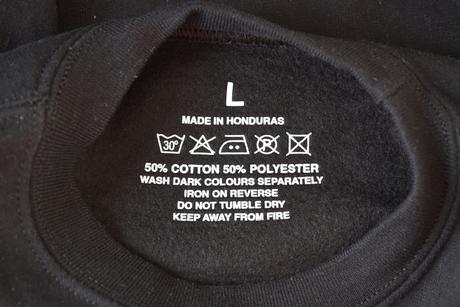 L
MADE IN HONDURAS
30°
P
50% COTTON 50% POLYESTER
WASH DARK COLOURS SEPARATELY
IRON ON REVERSE
DO NOT TUMBLE DRY
KEEP AWAY FROM FIRE